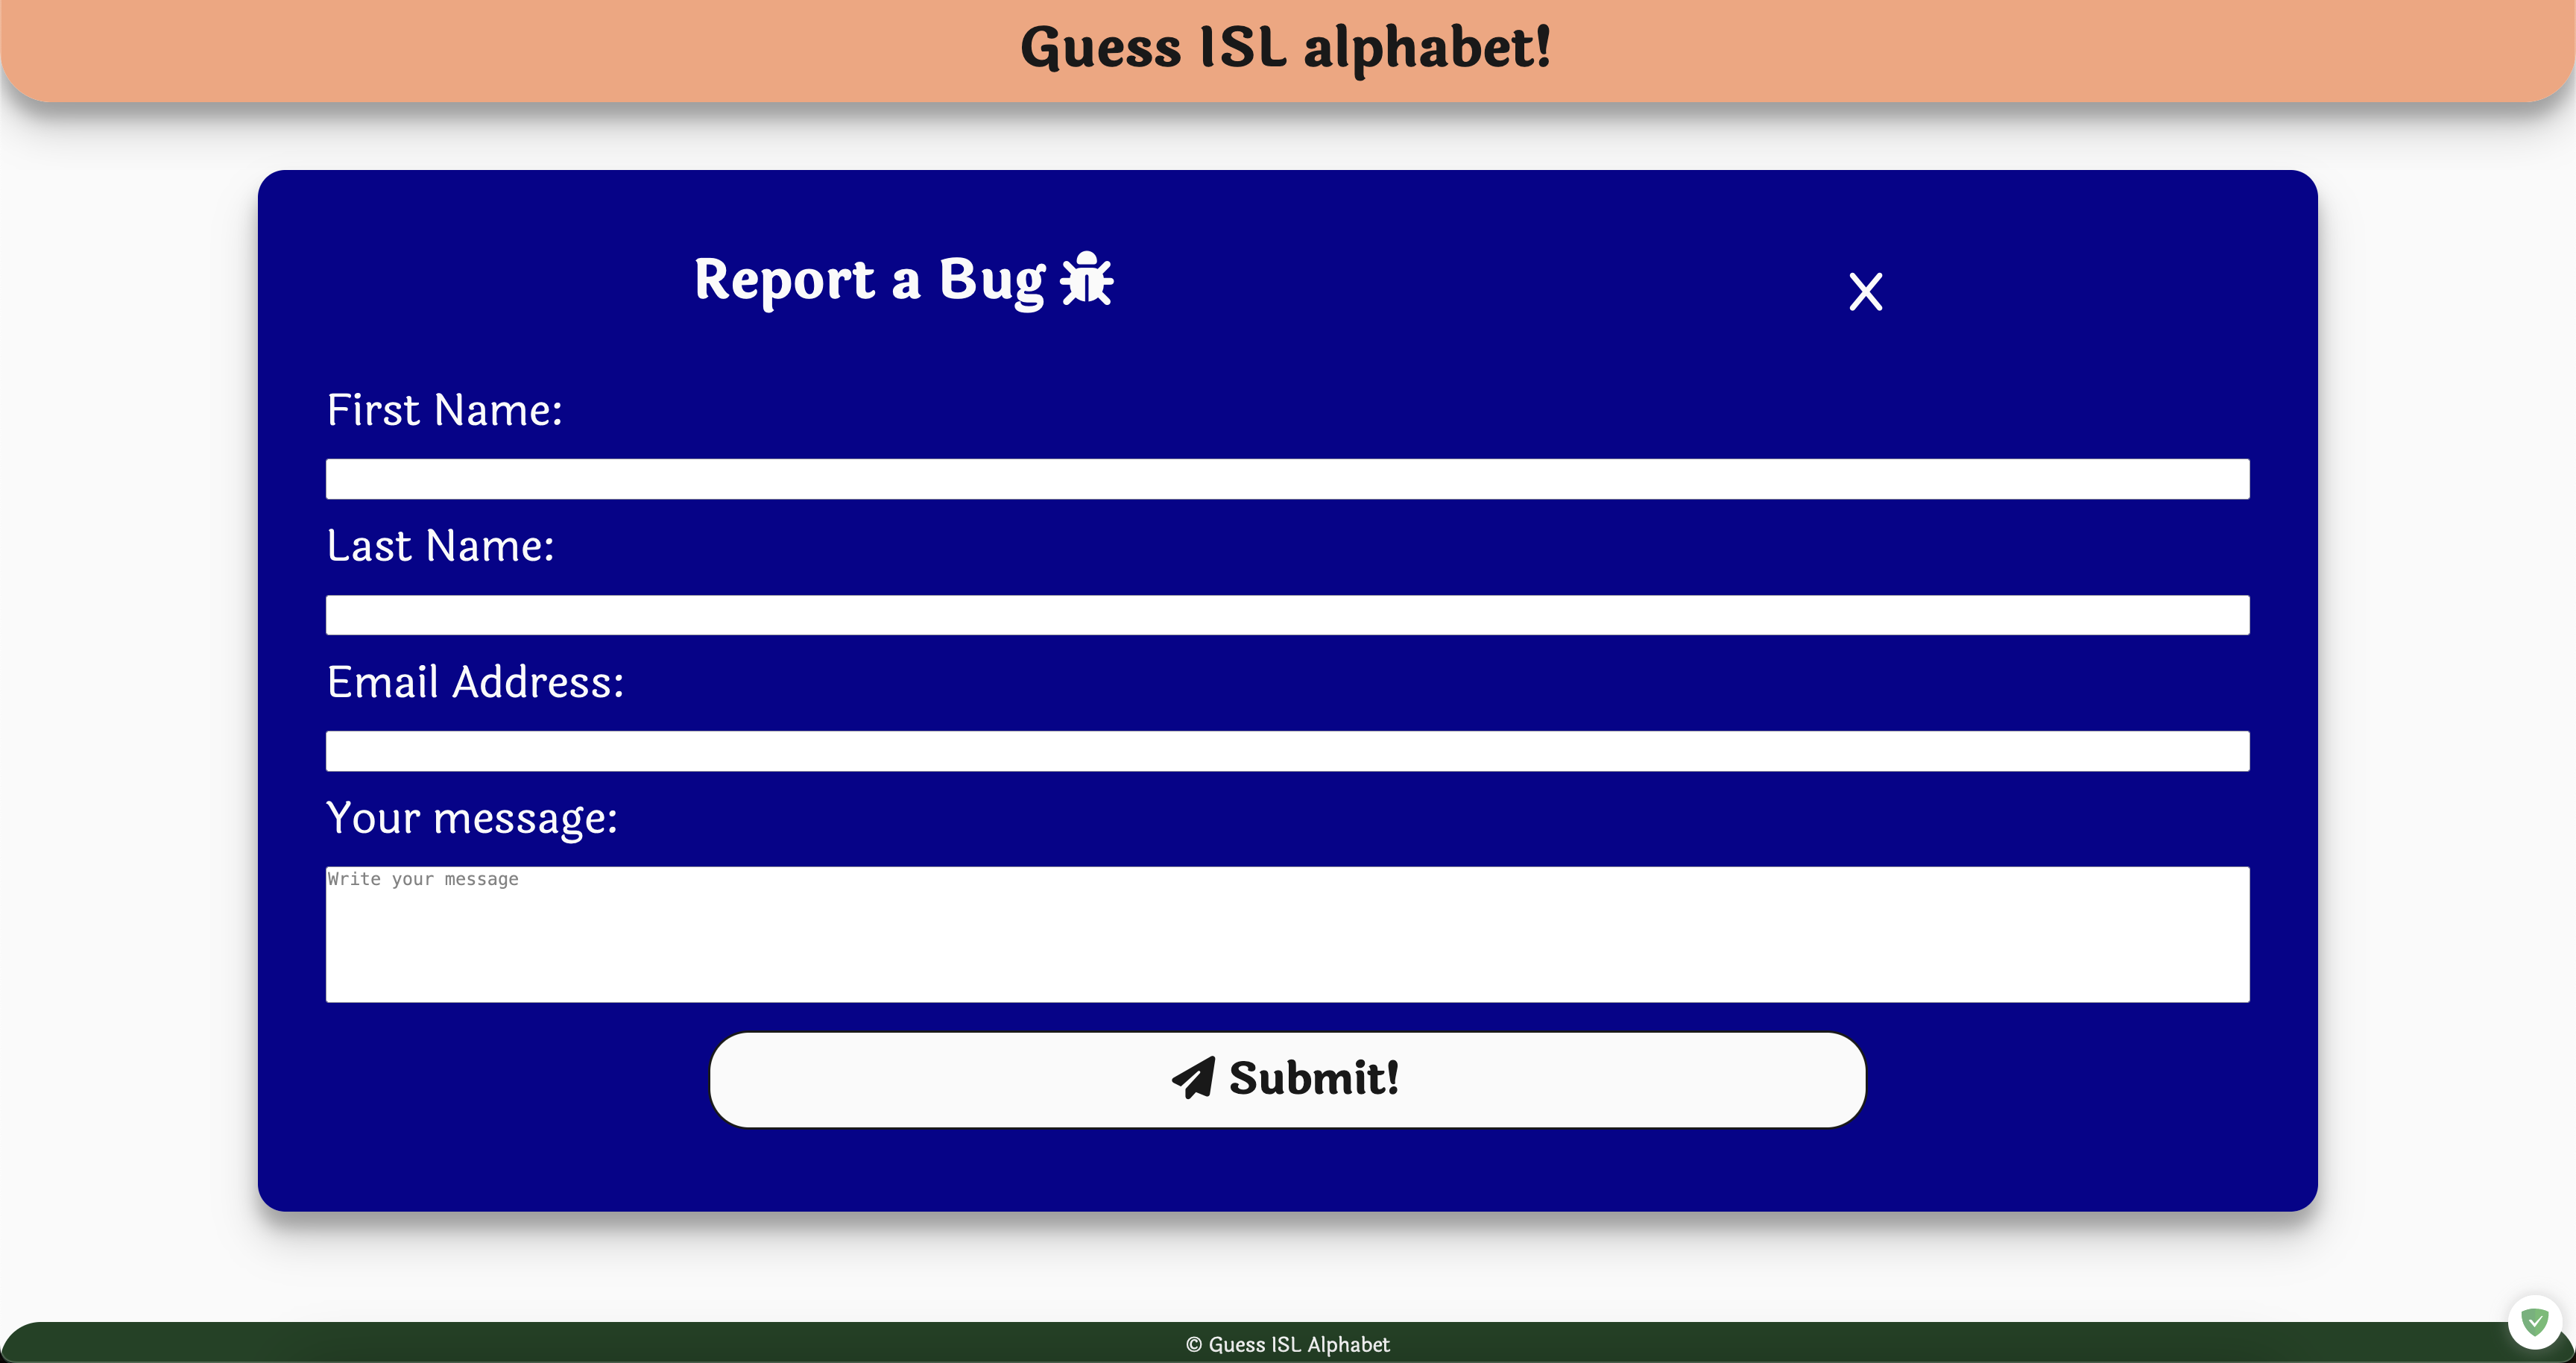 Guess ISL alphabet!
Report a Bug
X
First Name:
Last Name:
Email Address:
Your message:
Write your message
Submit!
© Guess ISL Alphabet